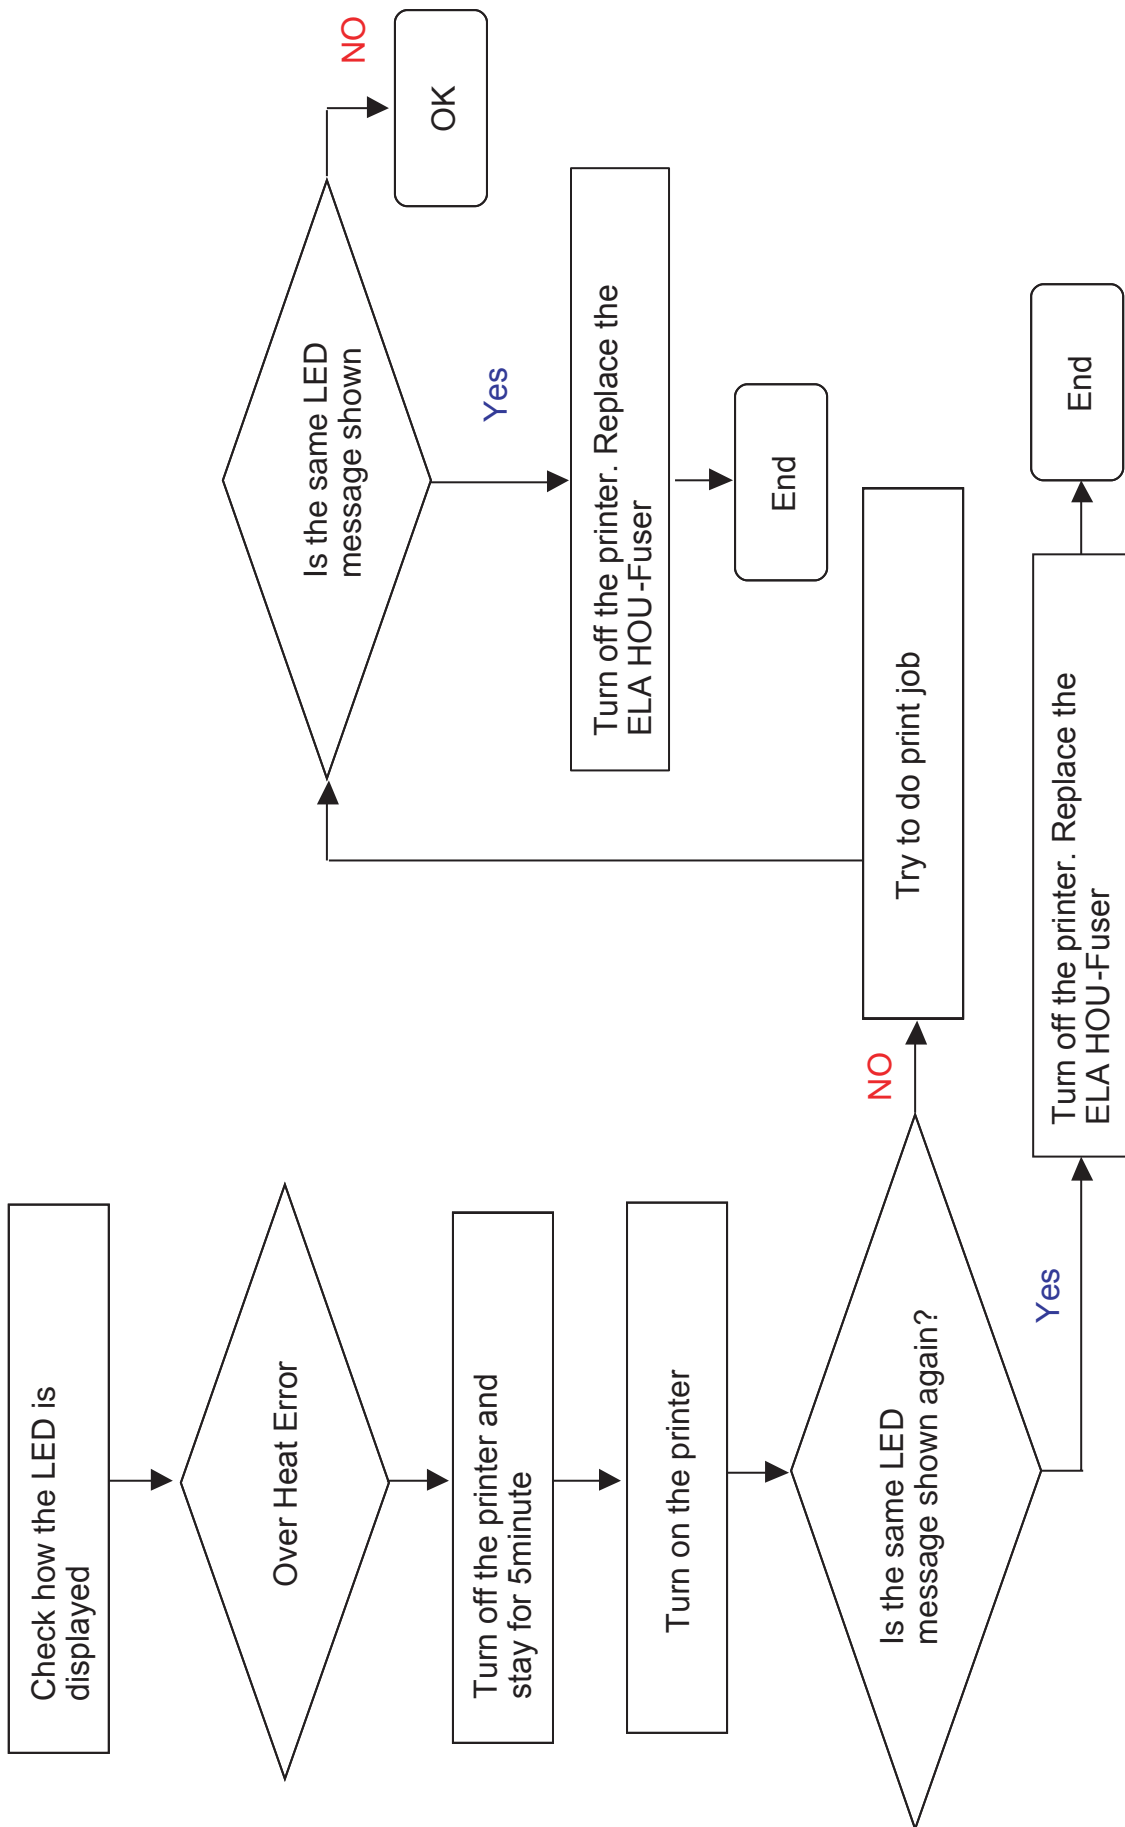 Check how the LED is
displayed
Over Heat Error
Turn off the printer and
stay for 5minute
Turn on the printer
Is the same LED
message shown again?
NO
Yes
Try to do print job
Turn off the printer. Replace the
ELA HOU-Fuser
End
Is the same LED
message shown
NO
OK
Yes
Turn off the printer. Replace the
ELA HOU-Fuser
End